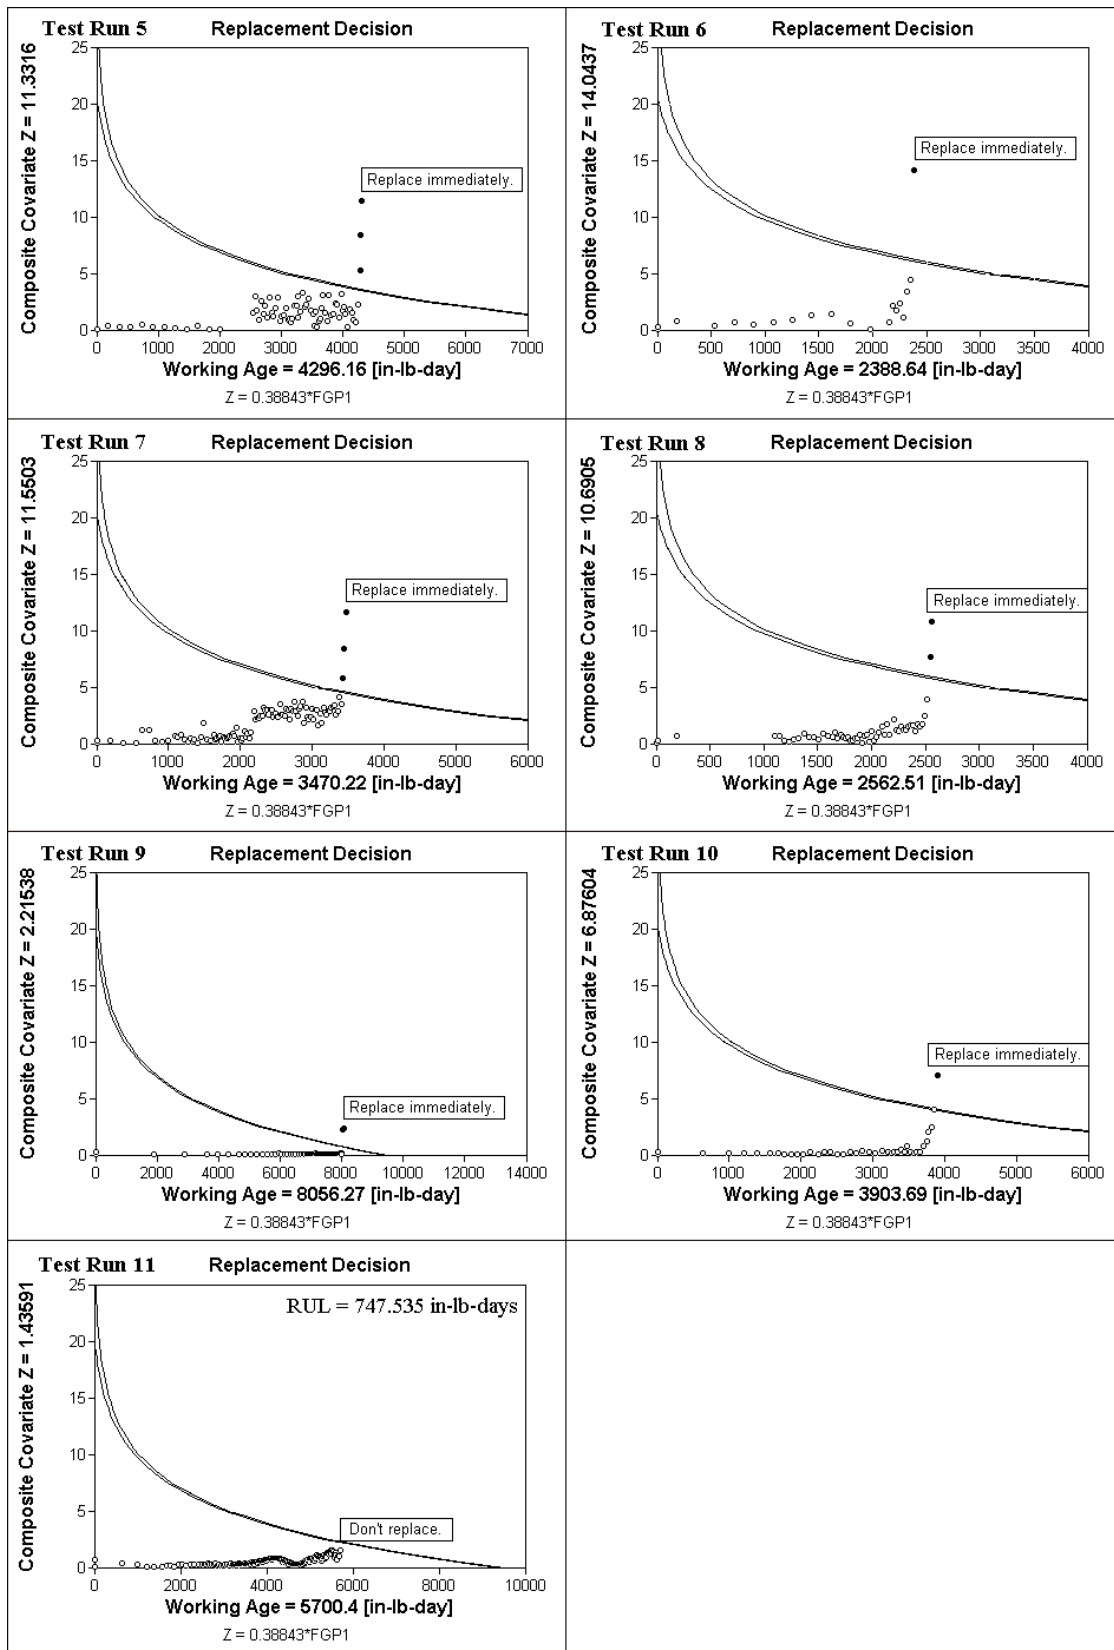 Test Run 5 Replacement Decision
Composite Covariate Z = 11.3316
25
20
15
10
5
0
Replace immediately.
0 1000 2000 3000 4000 5000 6000 7000
Working Age = 4296.16 [in-lb-day]
Z = 0.38843*FGP1
Test Run 6 Replacement Decision
Composite Covariate Z = 14.0437
25
20
15
10
5
0
Replace immediately.
0 500 1000 1500 2000 2500 3000 3500 4000
Working Age = 2388.64 [in-lb-day]
Z = 0.38843*FGP1
Test Run 7 Replacement Decision
Composite Covariate Z = 11.5503
25
20
15
10
5
0
Replace immediately.
0 1000 2000 3000 4000 5000 6000
Working Age = 3470.22 [in-lb-day]
Z = 0.38843*FGP1
Test Run 8 Replacement Decision
Composite Covariate Z = 10.6905
25
20
15
10
5
0
Replace immediately.
0 500 1000 1500 2000 2500 3000 3500 4000
Working Age = 2562.51 [in-lb-day]
Z = 0.38843*FGP1
Test Run 9 Replacement Decision
Composite Covariate Z = 2.21538
25
20
15
10
5
0
Replace immediately.
0 2000 4000 6000 8000 10000 12000 14000
Working Age = 8056.27 [in-lb-day]
Z = 0.38843*FGP1
Test Run 10 Replacement Decision
Composite Covariate Z = 6.87604
25
20
15
10
5
0
Replace immediately.
0 1000 2000 3000 4000 5000 6000
Working Age = 3903.69 [in-lb-day]
Z = 0.38843*FGP1
Test Run 11 Replacement Decision
Composite Covariate Z = 1.43591
25
20
15
10
5
0
RUL = 747.535 in-lb-days
Don't replace.
0 2000 4000 6000 8000 10000
Working Age = 5700.4 [in-lb-day]
Z = 0.38843*FGP1